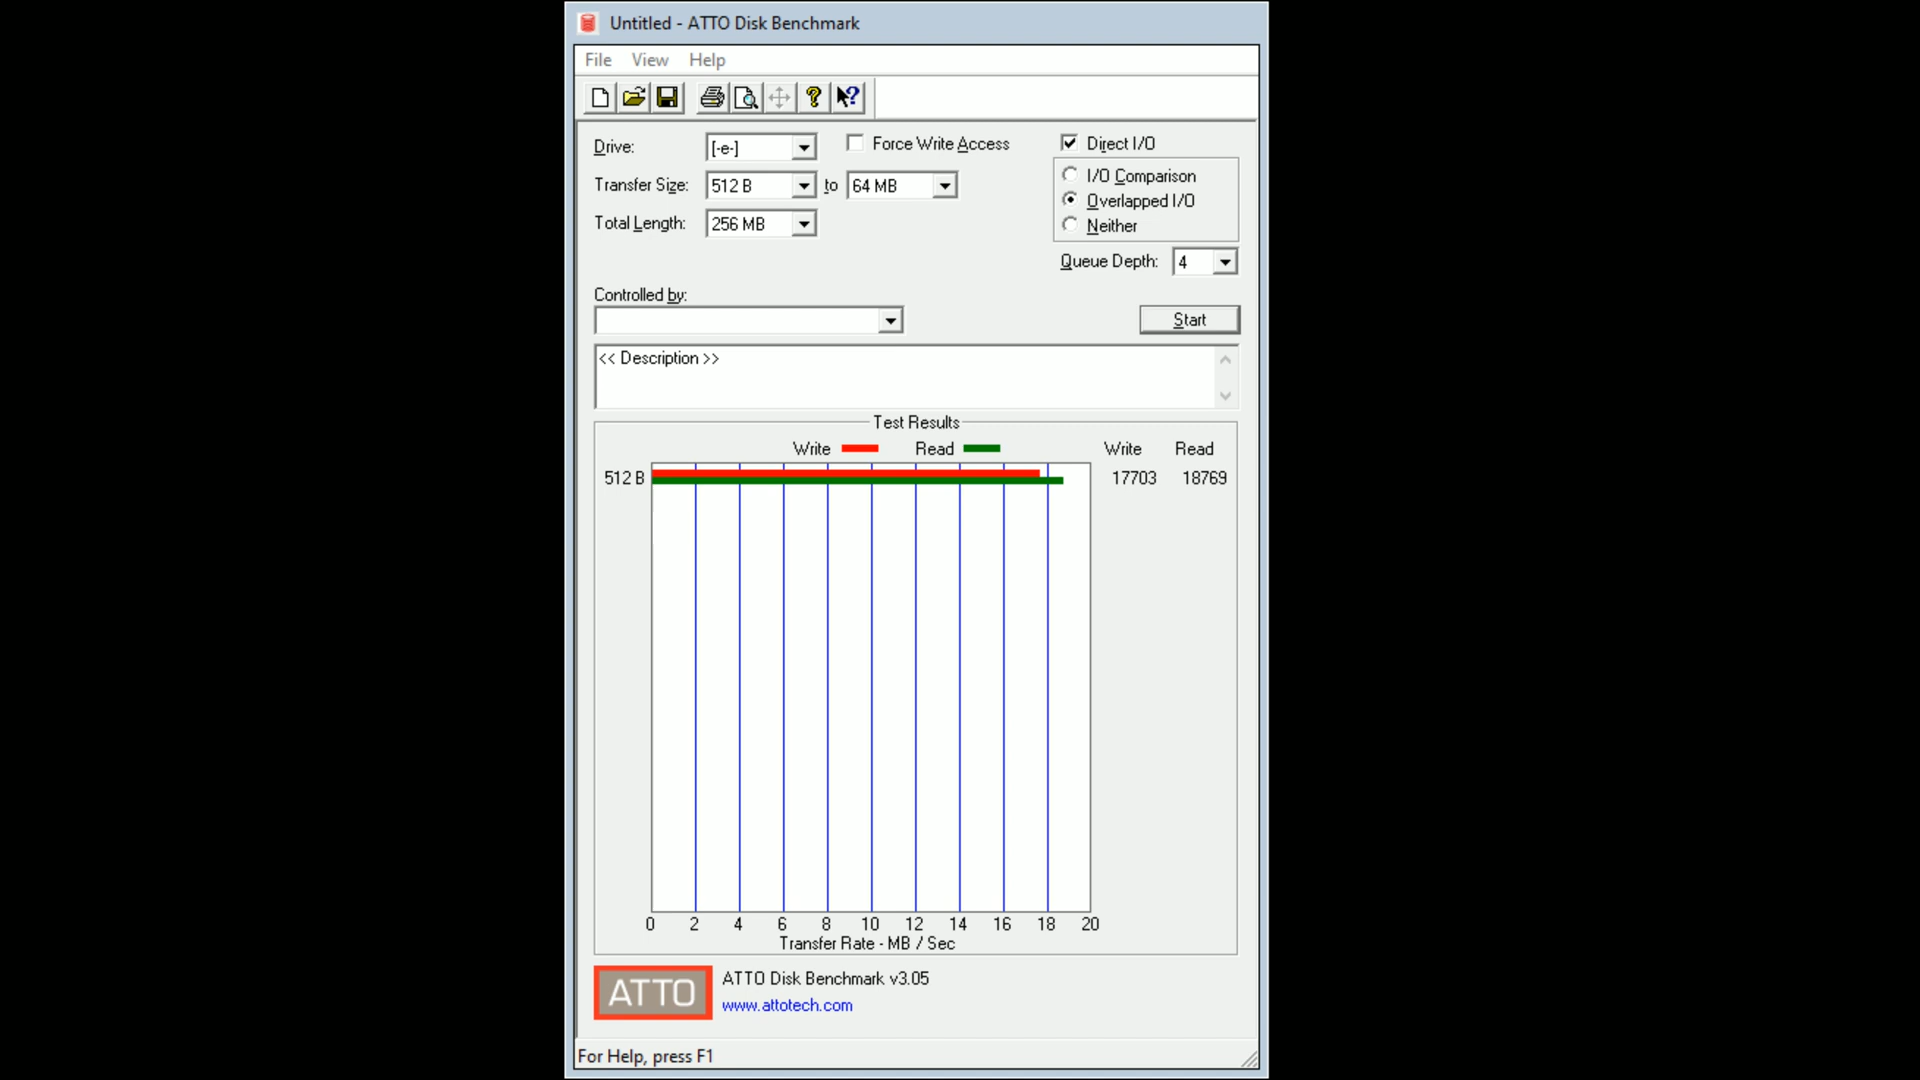 Untitled - ATTO Disk Benchmark
File View Help
Drive: [-e-] Force Write Access Direct I/O
Transfer Size: 512 B to 64 MB I/O Comparison
Overlapped I/O
Total Length: 256 MB Neither
Queue Depth: 4
Controlled by:
Start
<< Description >>
Test Results
Write Read Write Read
512 B 17703 18769
0 2 4 6 8 10 12 14 16 18 20
Transfer Rate - MB / Sec
ATTO ATTO Disk Benchmark v3.05
www.attotech.com
For Help, press F1